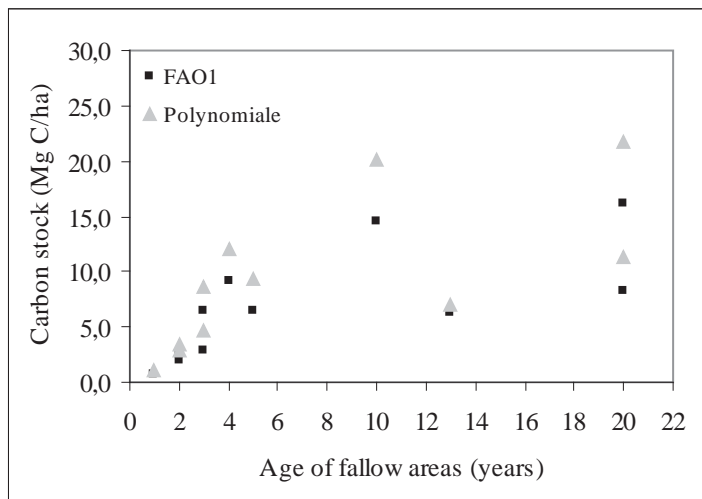 30,0
25,0
20,0
15,0
10,0
5,0
0,0
Carbon stock (Mg C/ha)
FAO1
Polynomiale
0 2 4 6 8 10 12 14 16 18 20 22
Age of fallow areas (years)